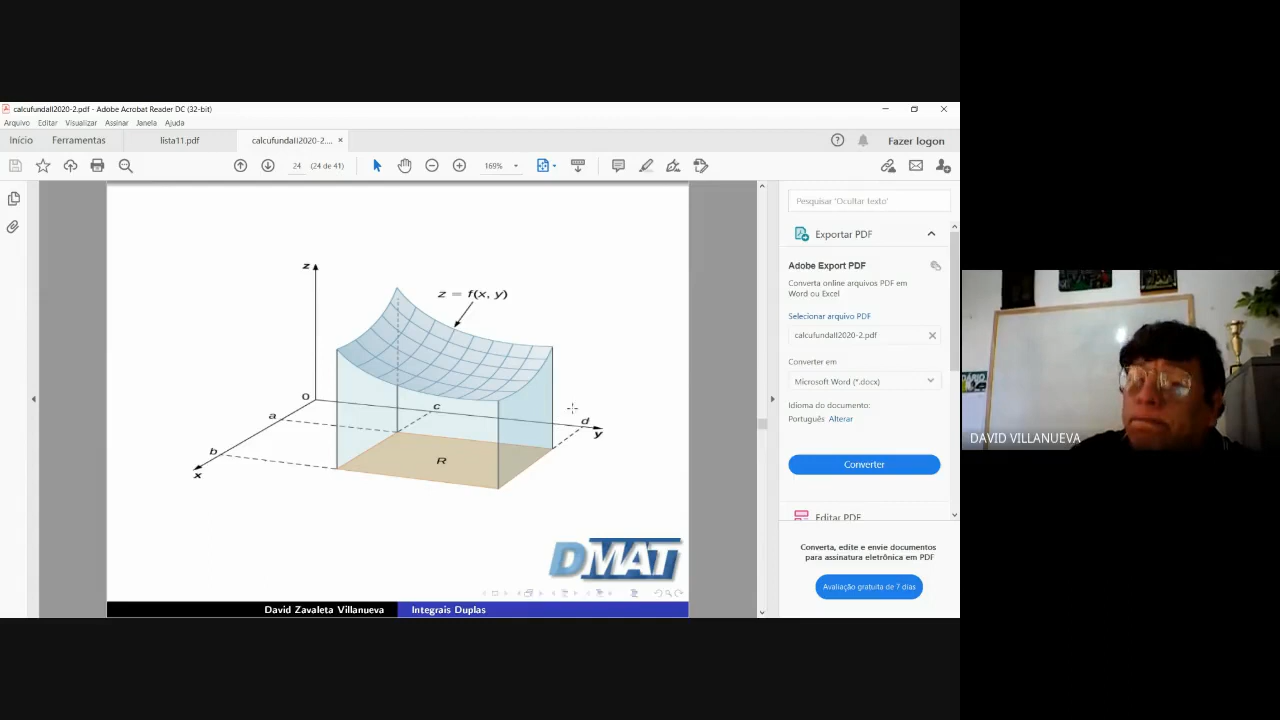 calcufundaII2020-2.pdf - Adobe Acrobat Reader DC (32-bit)
Arquivo Editar Visualizar Assinar Janela Ajuda
Início Ferramentas lista11.pdf calcufundaII2020-2.... × Fazer logon
24 (24 de 41) 169%
Pesquisar 'Ocultar texto'
Exportar PDF
Adobe Export PDF
Converta online arquivos PDF em
Word ou Excel
Selecionar arquivo PDF
calcufundaII2020-2.pdf
Converter em
Microsoft Word (*.docx)
Idioma do documento:
Português Alterar
Converter
Editar PDF
Converta, edite e envie documentos
para assinatura eletrônica em PDF
Avaliação gratuita de 7 dias
z
z = f(x, y)
0
a
c
d
y
b
R
x
DMAT
David Zavaleta Villanueva Integrais Duplas
DAVID VILLANUEVA